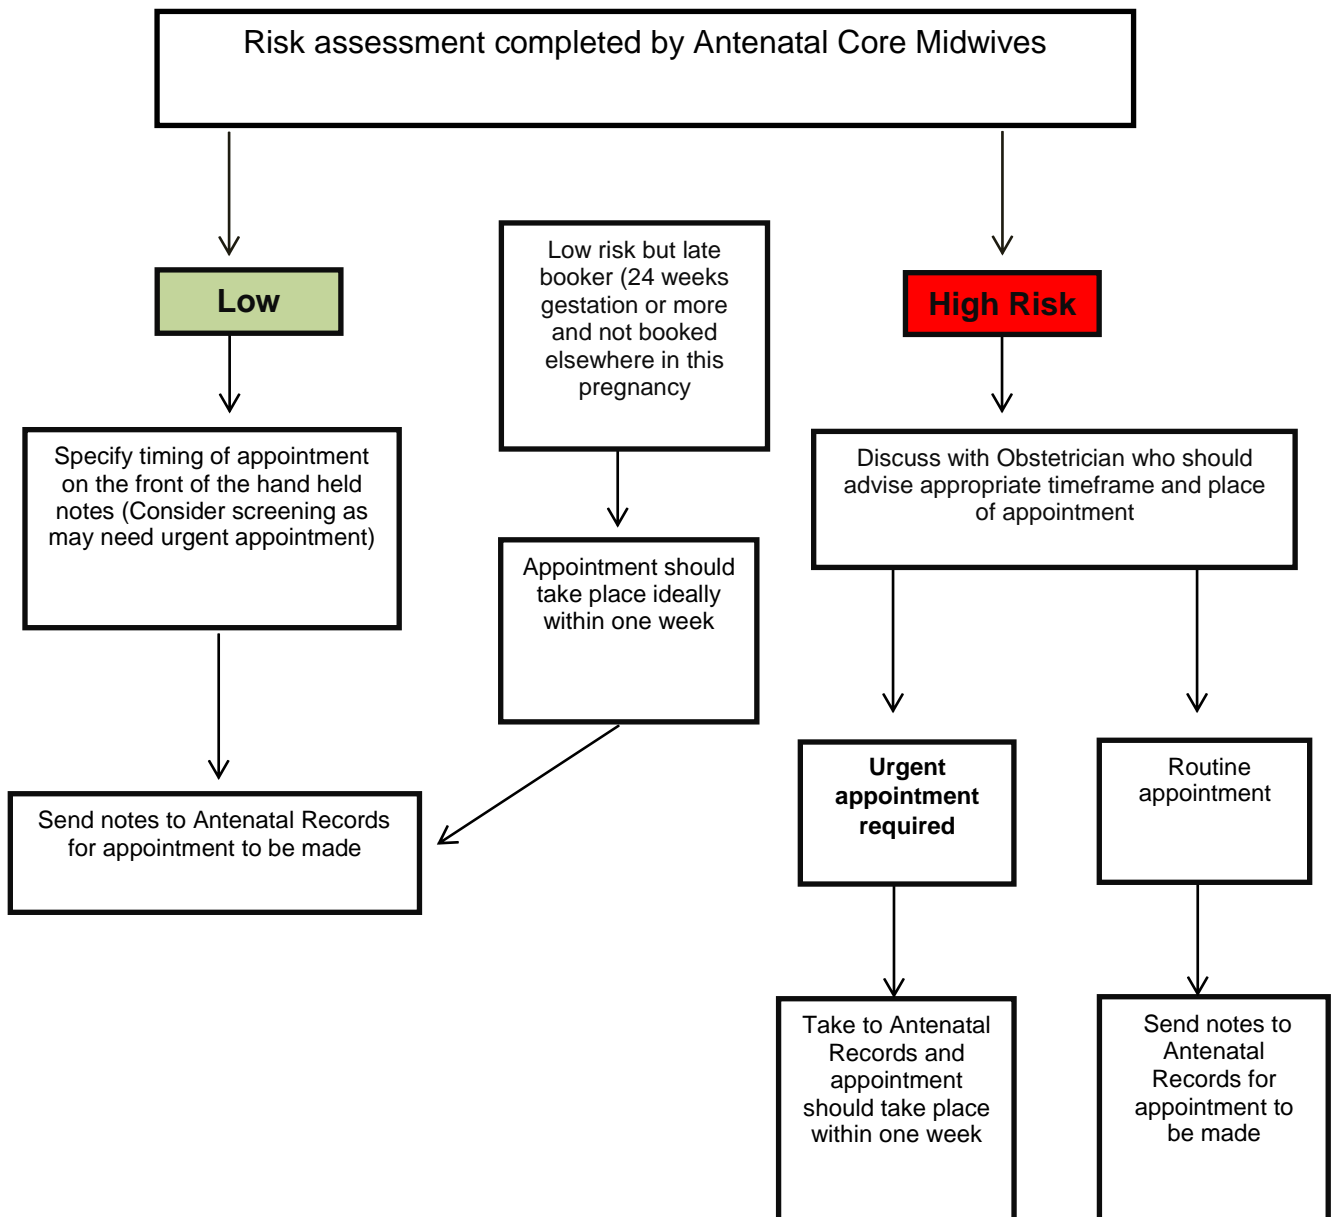 Risk assessment completed by Antenatal Core Midwives
Low
Low risk but late
booker (24 weeks
gestation or more
and not booked
elsewhere in this
pregnancy
High Risk
Specify timing of appointment
on the front of the hand held
notes (Consider screening as
may need urgent appointment)
Discuss with Obstetrician who should
advise appropriate timeframe and place
of appointment
Appointment should
take place ideally
within one week
Send notes to Antenatal Records
for appointment to be made
Urgent
appointment
required
Routine
appointment
Take to Antenatal
Records and
appointment
should take place
within one week
Send notes to
Antenatal
Records for
appointment to
be made